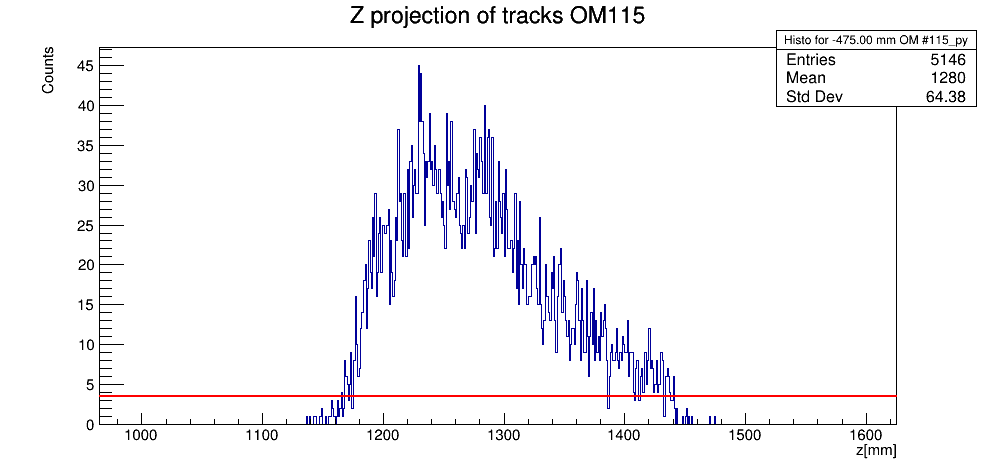 Z projection of tracks OM115
Histo for -475.00 mm OM #115_py
Entries 5146
Mean 1280
Std Dev 64.38
Counts
45
40
35
30
25
20
15
10
5
0
1000 1100 1200 1300 1400 1500 1600
z[mm]